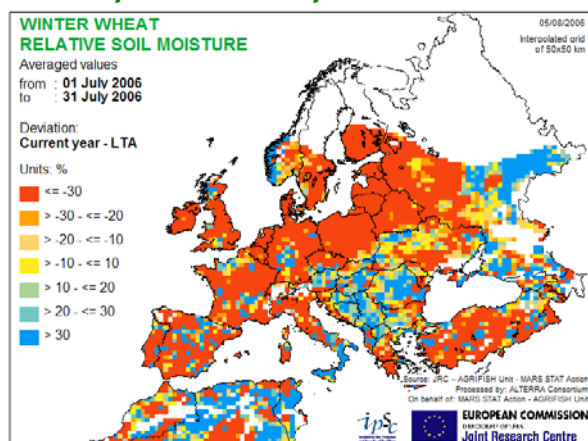 WINTER WHEAT
RELATIVE SOIL MOISTURE
05/08/2006
Interpolated grid
of 50x50 km
Averaged values
from : 01 July 2006
to : 31 July 2006
Deviation:
Current year - LTA
Units: %
<= -30
> -30 - <= -20
> -20 - <= -10
> -10 - <= 10
> 10 - <= 20
> 20 - <= 30
> 30
Source: JRC - AGRIFISH Unit - MARS STAT Action
Processed by: ALTERRA Consortium
On behalf of: MARS STAT Action - AGRIFISH Unit
ipsc
EUROPEAN COMMISSION
Joint Research Centre